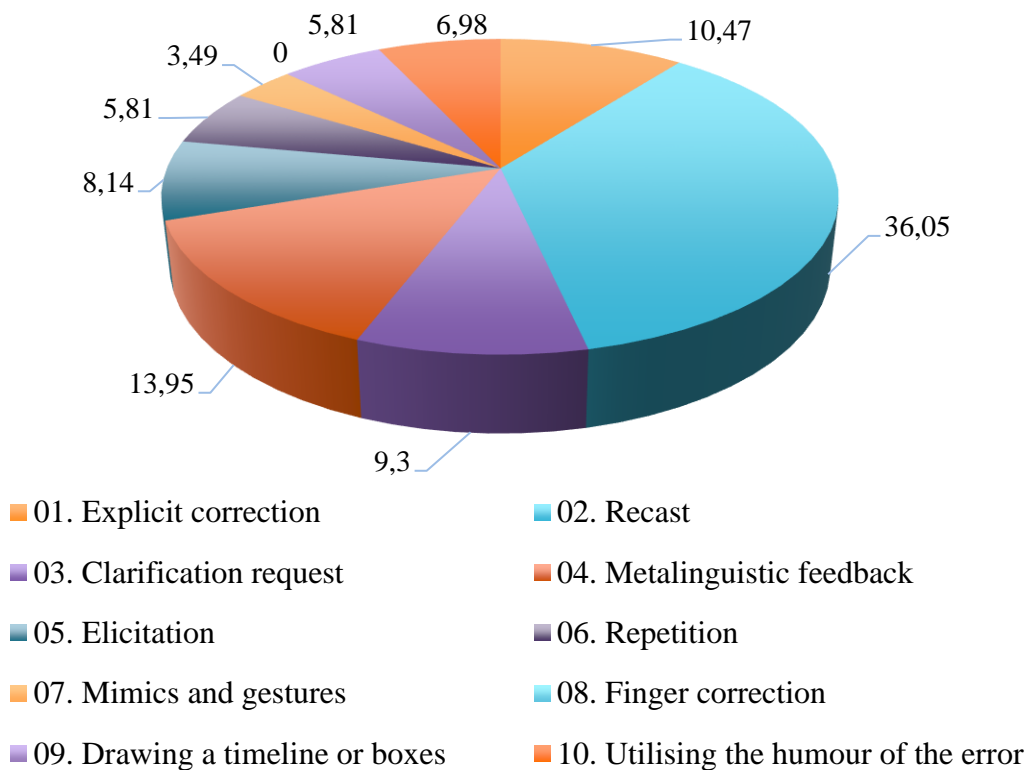 5,81
6,98
10,47
0
3,49
5,81
8,14
36,05
13,95
9,3
01. Explicit correction
02. Recast
03. Clarification request
04. Metalinguistic feedback
05. Elicitation
06. Repetition
07. Mimics and gestures
08. Finger correction
09. Drawing a timeline or boxes
10. Utilising the humour of the error